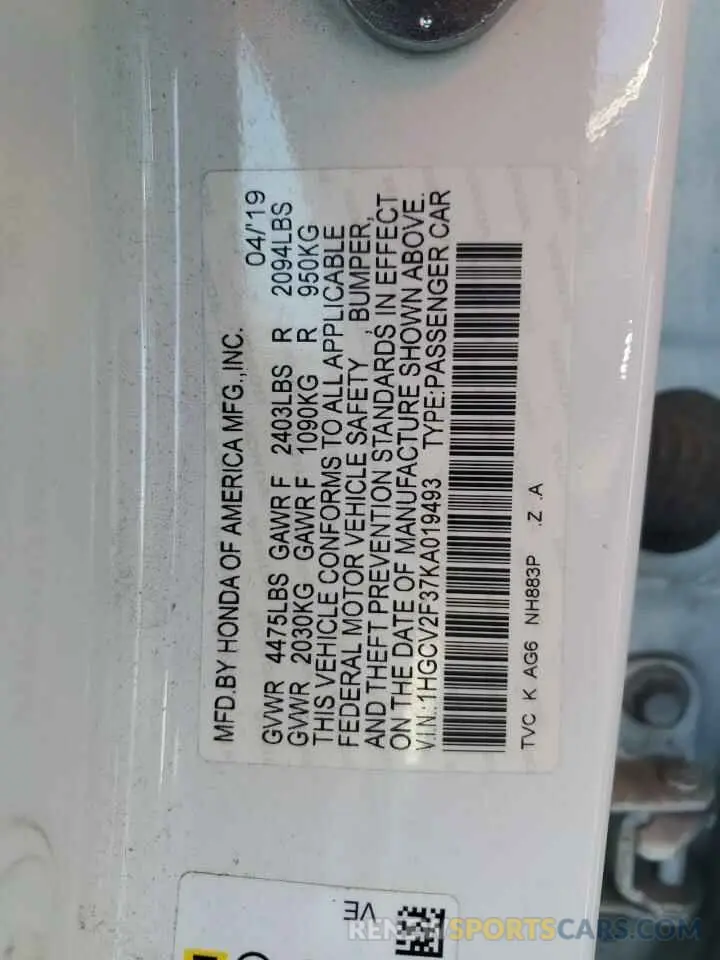 MFD.BY HONDA OF AMERICA MFG.,INC. 04/'19
GVWR 4475LBS GAWR F 2403LBS R 2094LBS
GVWR 2030KG GAWR F 1090KG R 950KG
THIS VEHICLE CONFORMS TO ALL APPLICABLE
FEDERAL MOTOR VEHICLE SAFETY , BUMPER,
AND THEFT PREVENTION STANDARDS IN EFFECT
ON THE DATE OF MANUFACTURE SHOWN ABOVE.
V.I.N.: 1HGCV2F37KA019493 TYPE:PASSENGER CAR
TVC K AG6 NH883P .Z .A
VE
RENEWSPORTSCARS.COM